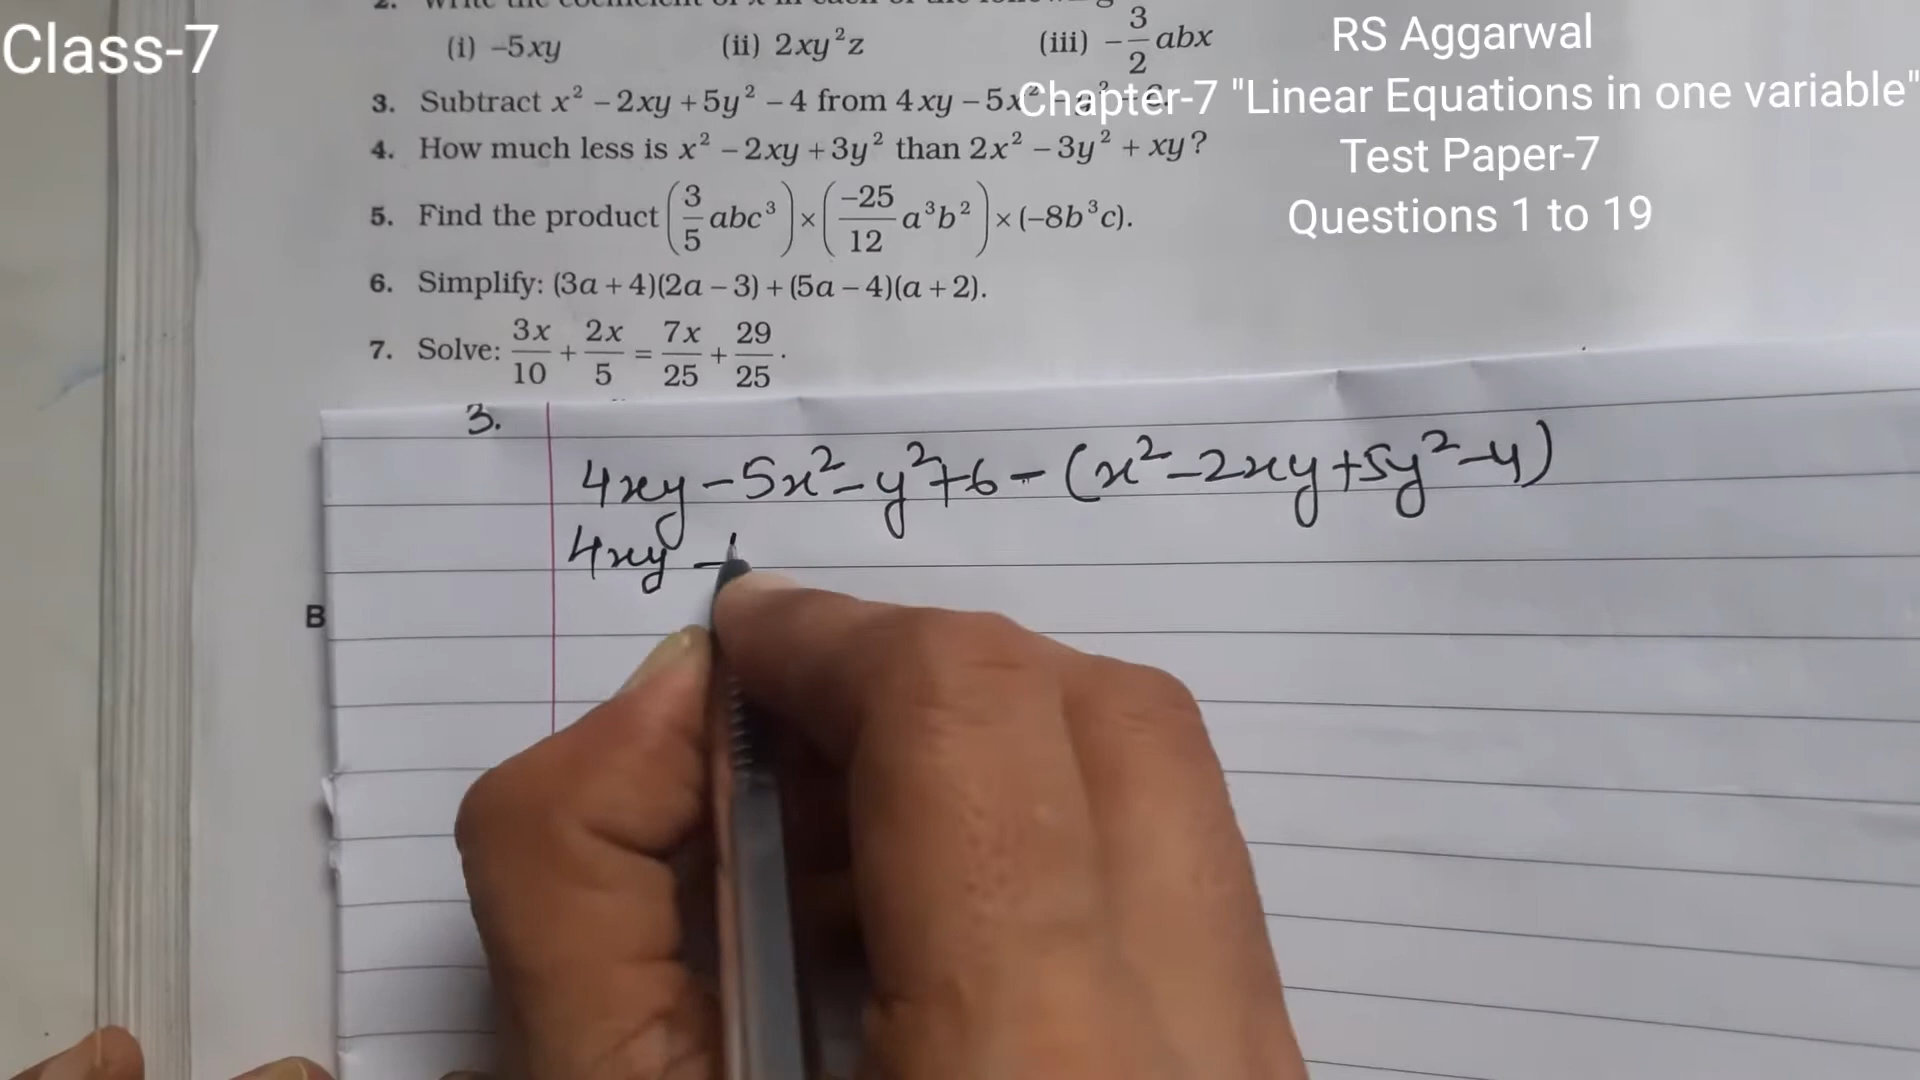 Class-7
RS Aggarwal
Chapter-7 "Linear Equations in one variable"
Test Paper-7
Questions 1 to 19
(i) −5xy (ii) 2xy²z (iii) −3/2 abx
3. Subtract x² − 2xy + 5y² − 4 from 4xy − 5x²
4. How much less is x² − 2xy + 3y² than 2x² − 3y² + xy?
5. Find the product (3/5 abc³) × (−25/12 a³b²) × (−8b³c).
6. Simplify: (3a + 4)(2a − 3) + (5a − 4)(a + 2).
7. Solve: 3x/10 + 2x/5 = 7x/25 + 29/25.
3.
4xy − 5x² − y² + 6 − (x² − 2xy + 5y² − 4)
4xy −
B